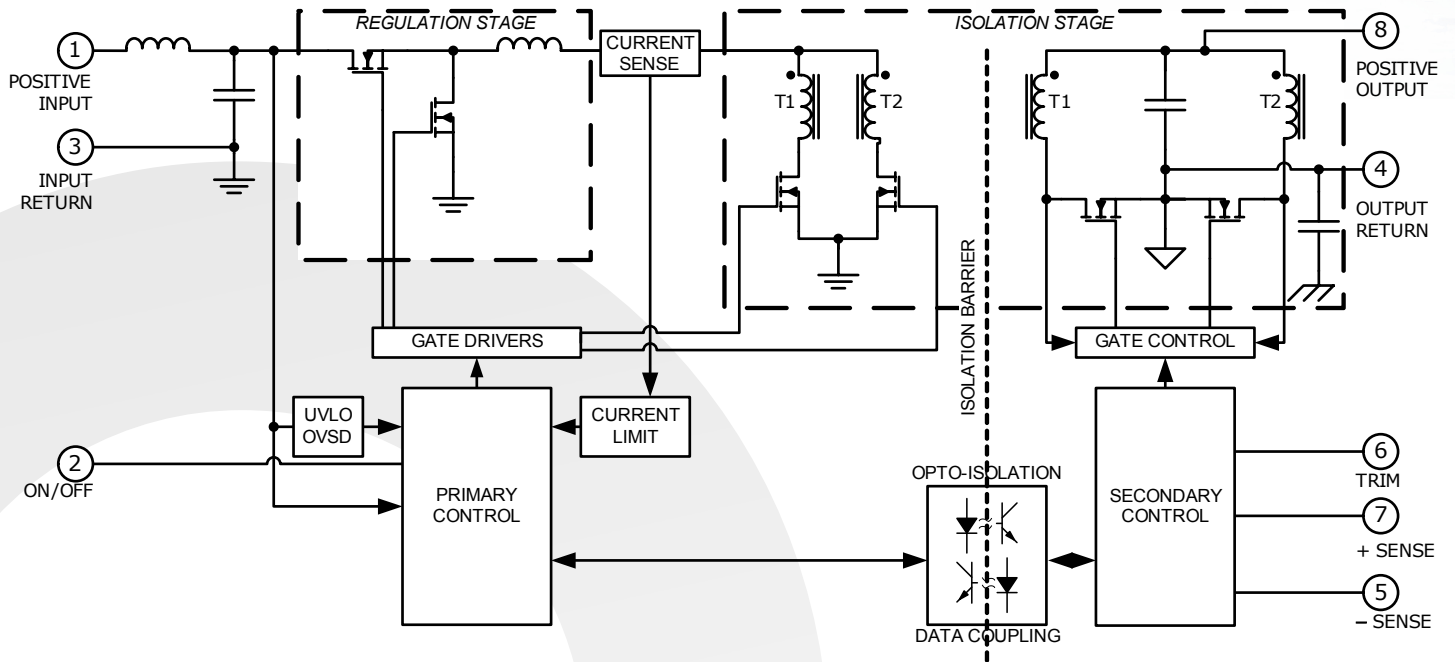 REGULATION STAGE
ISOLATION STAGE
1
POSITIVE
INPUT
3
INPUT
RETURN
CURRENT
SENSE
T1
T2
T1
T2
8
POSITIVE
OUTPUT
4
OUTPUT
RETURN
ISOLATION BARRIER
GATE DRIVERS
GATE CONTROL
UVLO
OVSD
CURRENT
LIMIT
2
ON/OFF
PRIMARY
CONTROL
OPTO-ISOLATION
DATA COUPLING
SECONDARY
CONTROL
6
TRIM
7
+ SENSE
5
– SENSE